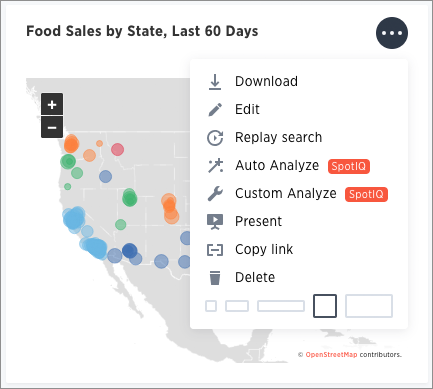 Food Sales by State, Last 60 Days
+
−
Download
Edit
Replay search
Auto Analyze SpotIQ
Custom Analyze SpotIQ
Present
Copy link
Delete
© OpenStreetMap contributors.